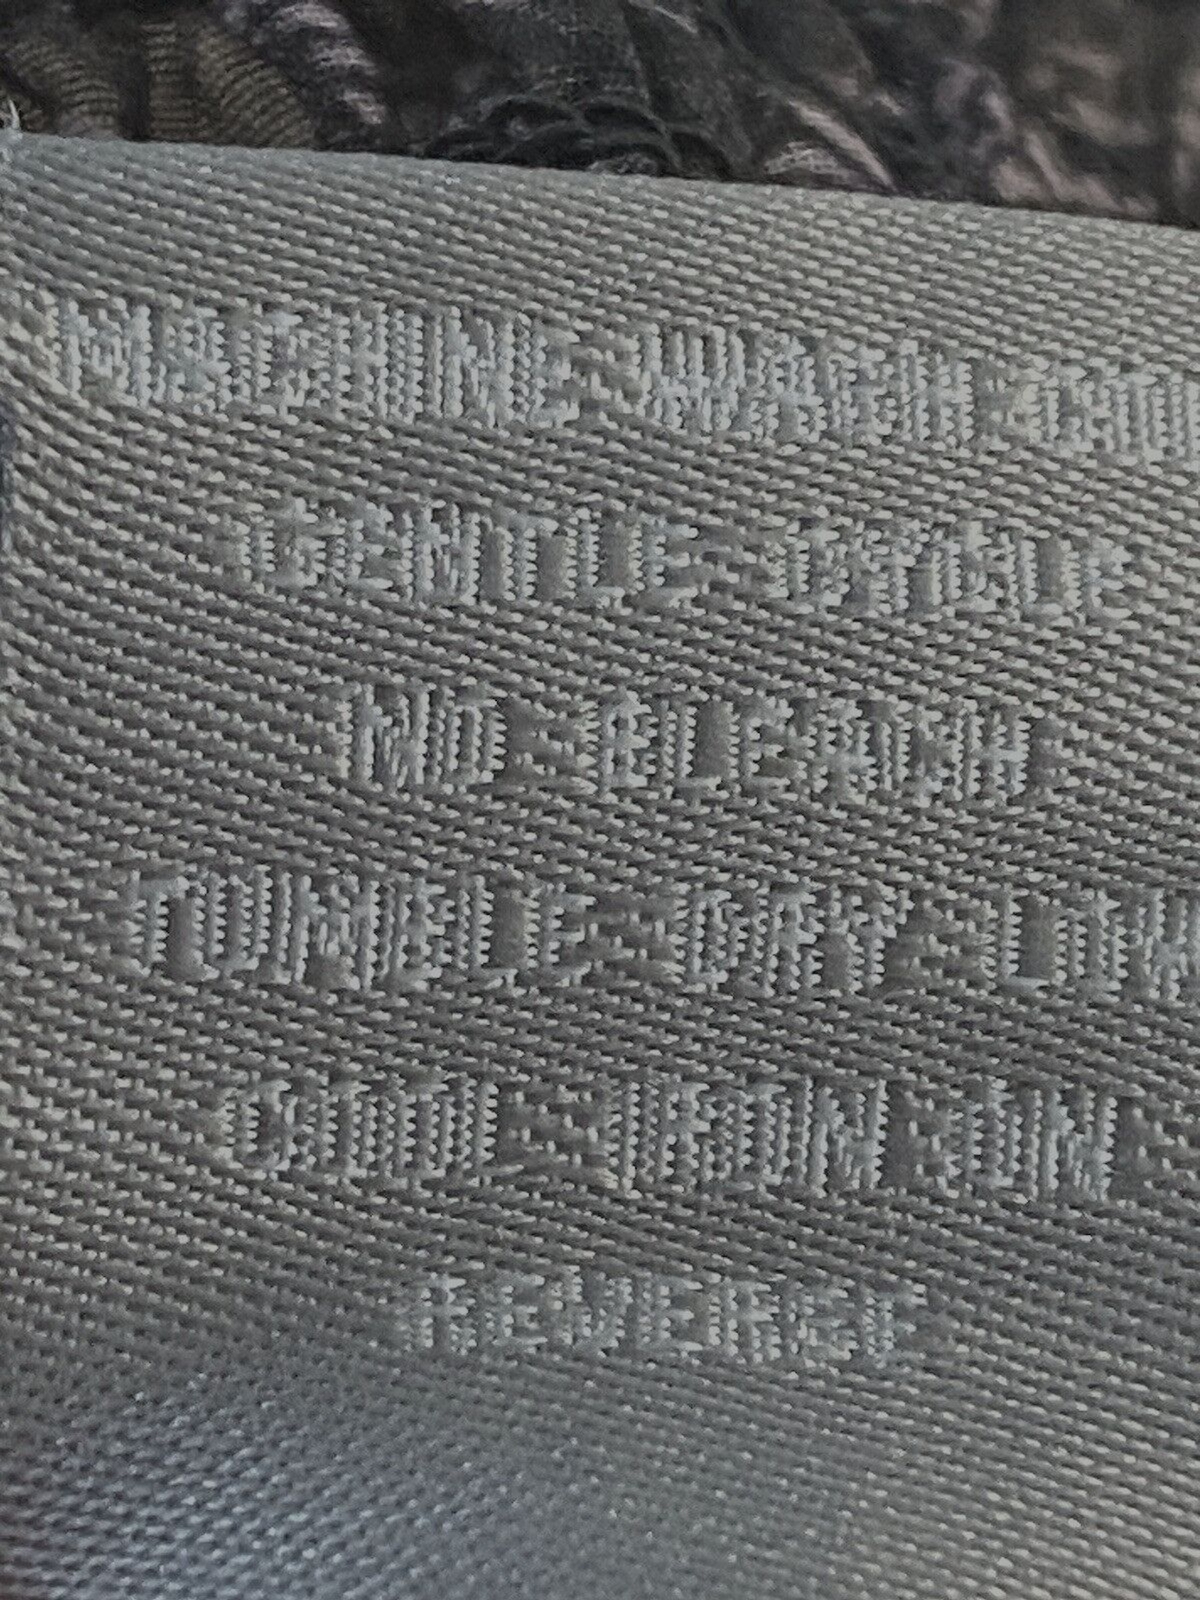 MACHINE WASH
GENTLE CYCLE
NO BLEACH
TUMBLE DRY LOW
COOL IRON ON
REVERSE